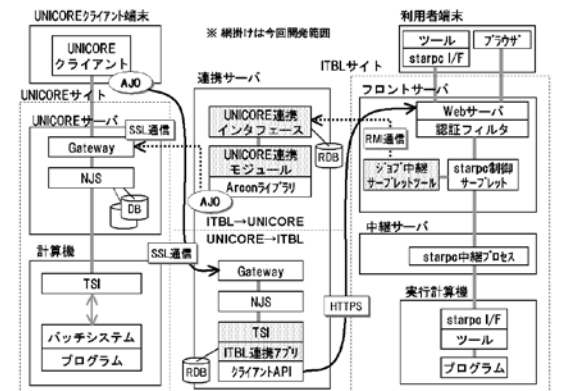 UNICOREクライアント端末
UNICORE
クライアント
AJO
※ 網掛けは今回開発範囲
利用者端末
ツール
starpc I/F
ブラウザ
UNICOREサイト
UNICOREサーバ
SSL通信
Gateway
NJS
DB
計算機
TSI
バッチシステム
プログラム
連携サーバ
UNICORE連携
インタフェース
RDB
UNICORE連携
モジュール
Arconライブラリ
AJO
ITBL→UNICORE
UNICORE→ITBL
SSL通信
Gateway
NJS
TSI
ITBL連携アプリ
クライアントAPI
RDB
HTTPS
ITBLサイト
フロントサーバ
Webサーバ
認証フィルタ
RMI通信
ジョブ中継
サーブレットツール
starpc制御
サーブレット
中継サーバ
starpc中継プロセス
実行計算機
starpc I/F
ツール
プログラム